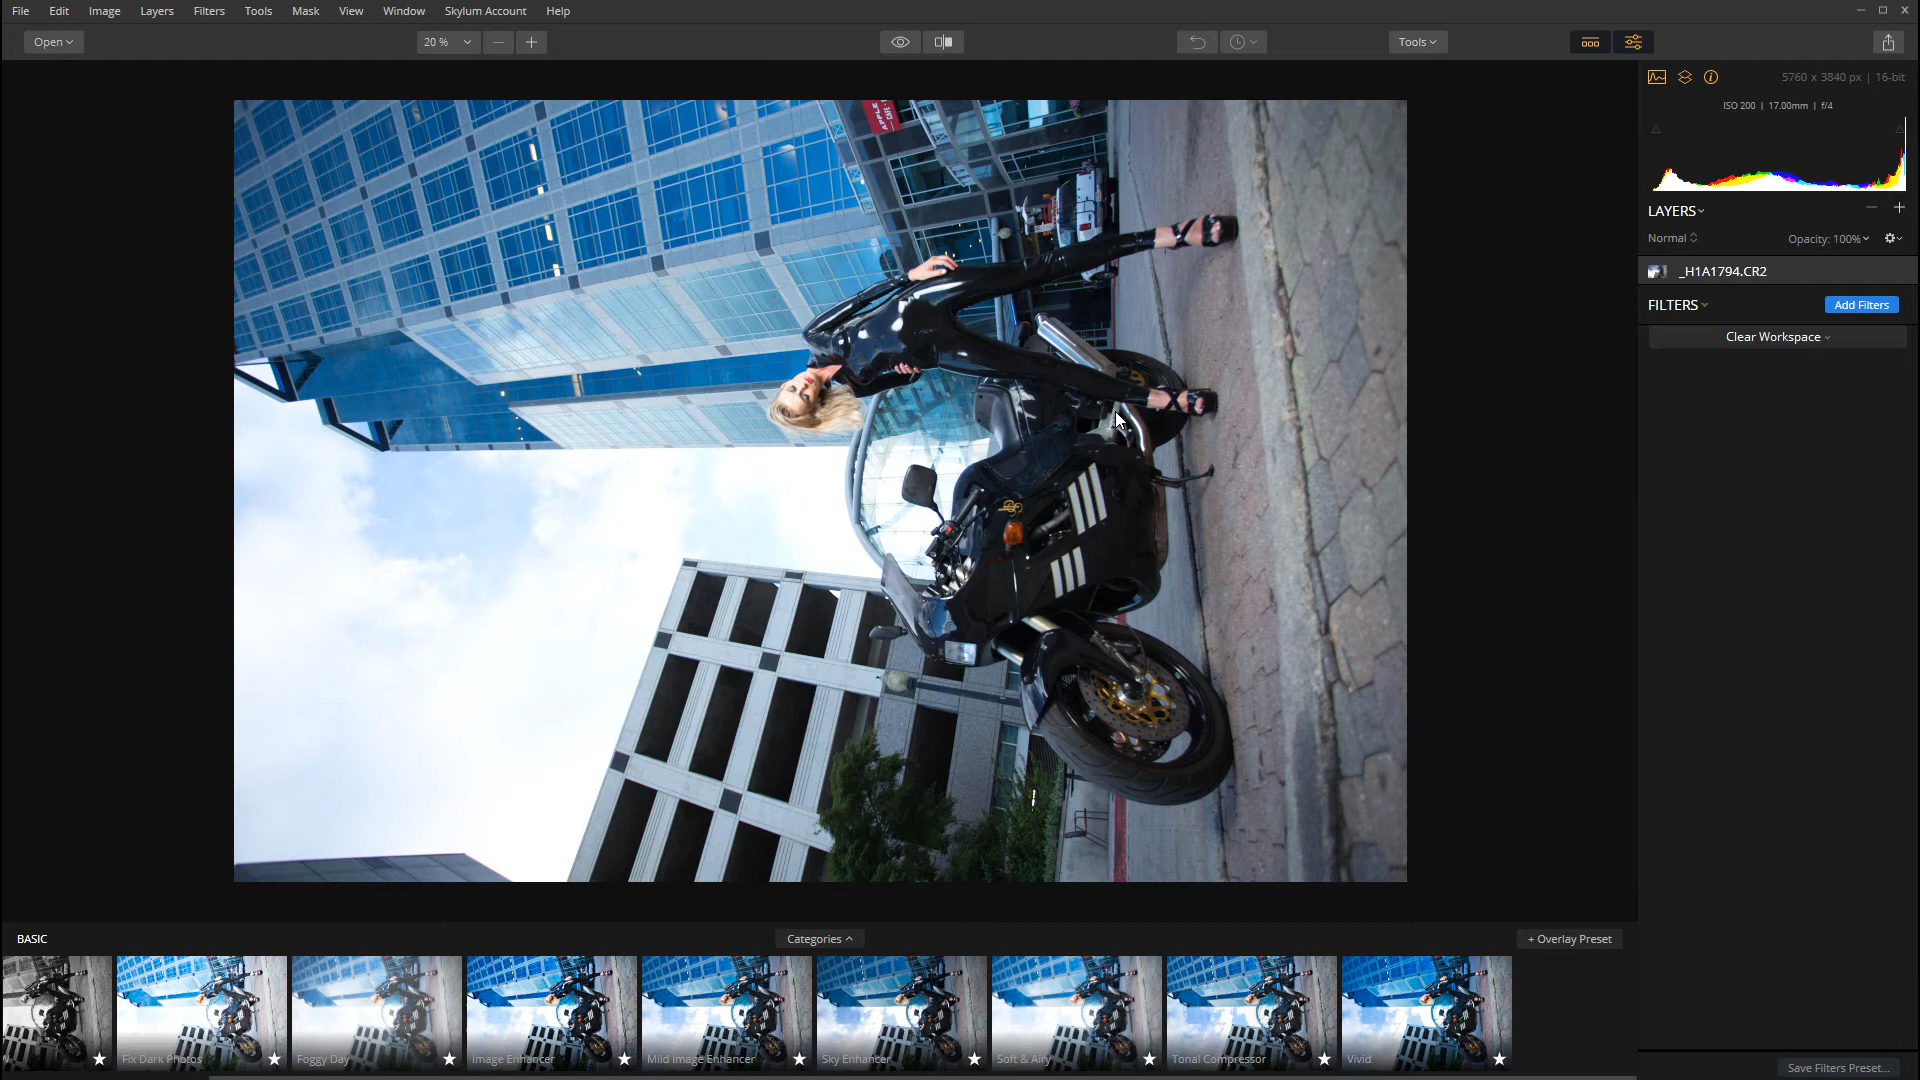 File Edit Image Layers Filters Tools Mask View Window Skylum Account Help
Open 20 % Tools
5760 x 3840 px | 16-bit
ISO 200 | 17.00mm | f/4
LAYERS
Normal Opacity: 100%
_H1A1794.CR2
FILTERS Add Filters
Clear Workspace
APPLE
BASIC Categories + Overlay Preset
Fix Dark Photos Foggy Day Image Enhancer Mild Image Enhancer Sky Enhancer Soft & Airy Tonal Compressor Vivid
Save Filters Preset...